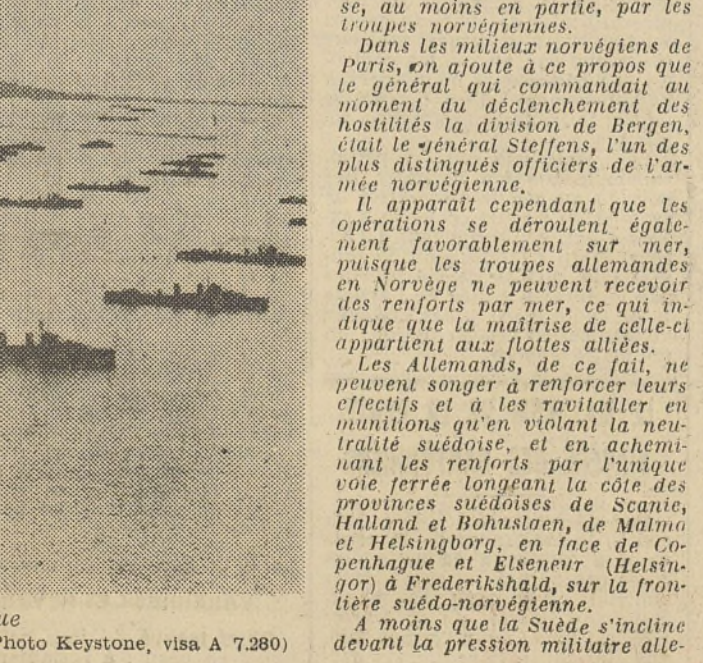 se, au moins en partie, par les
troupes norvégiennes.
Dans les milieux norvégiens de
Paris, on ajoute à ce propos que
le général qui commandait au
moment du déclenchement des
hostilités la division de Bergen,
était le général Steffens, l'un des
plus distingués officiers de l'ar-
mée norvégienne.
Il apparaît cependant que les
opérations se déroulent égale-
ment favorablement sur mer,
puisque les troupes allemandes
en Norvège ne peuvent recevoir
des renforts par mer, ce qui in-
dique que la maîtrise de celle-ci
appartient aux flottes alliées.
Les Allemands, de ce fait, ne
peuvent songer à renforcer leurs
effectifs et à les ravitailler en
munitions qu'en violant la neu-
tralité suédoise, et en achemi-
nant les renforts par l'unique
voie ferrée longeant la côte des
provinces suédoises de Scanie,
Halland et Bohuslaen, de Malmo
et Helsingborg, en face de Co-
penhague et Elseneur (Helsin-
gor) à Frederikshald, sur la fron-
tière suédo-norvégienne.
A moins que la Suède s'incline
devant la pression militaire alle-
ue
Photo Keystone, visa A 7.280)